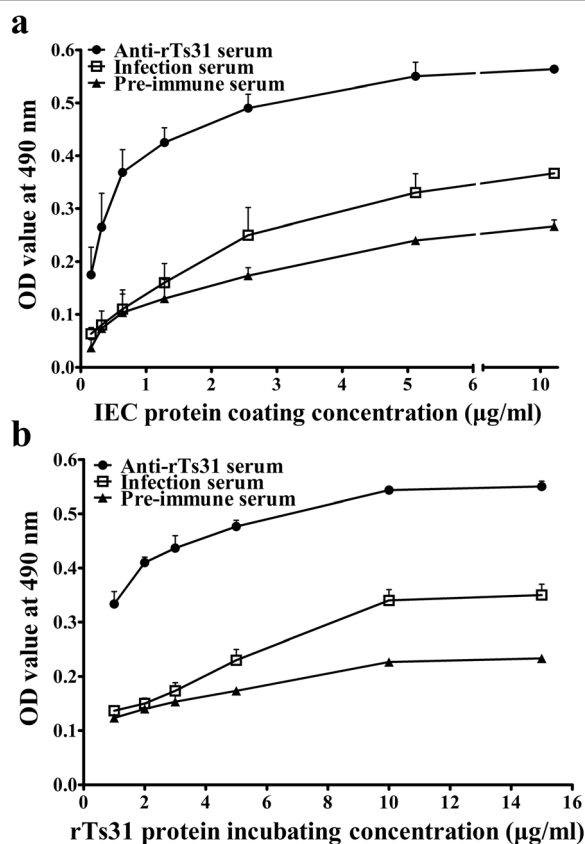 a
Anti-rTs31 serum
Infection serum
Pre-immune serum
OD value at 490 nm
0.6
0.5
0.4
0.3
0.2
0.1
0.0
0 1 2 3 4 5 6 10
IEC protein coating concentration (μg/ml)
b
Anti-rTs31 serum
Infection serum
Pre-immune serum
OD value at 490 nm
0.6
0.5
0.4
0.3
0.2
0.1
0.0
0 2 4 6 8 10 12 14 16
rTs31 protein incubating concentration (μg/ml)